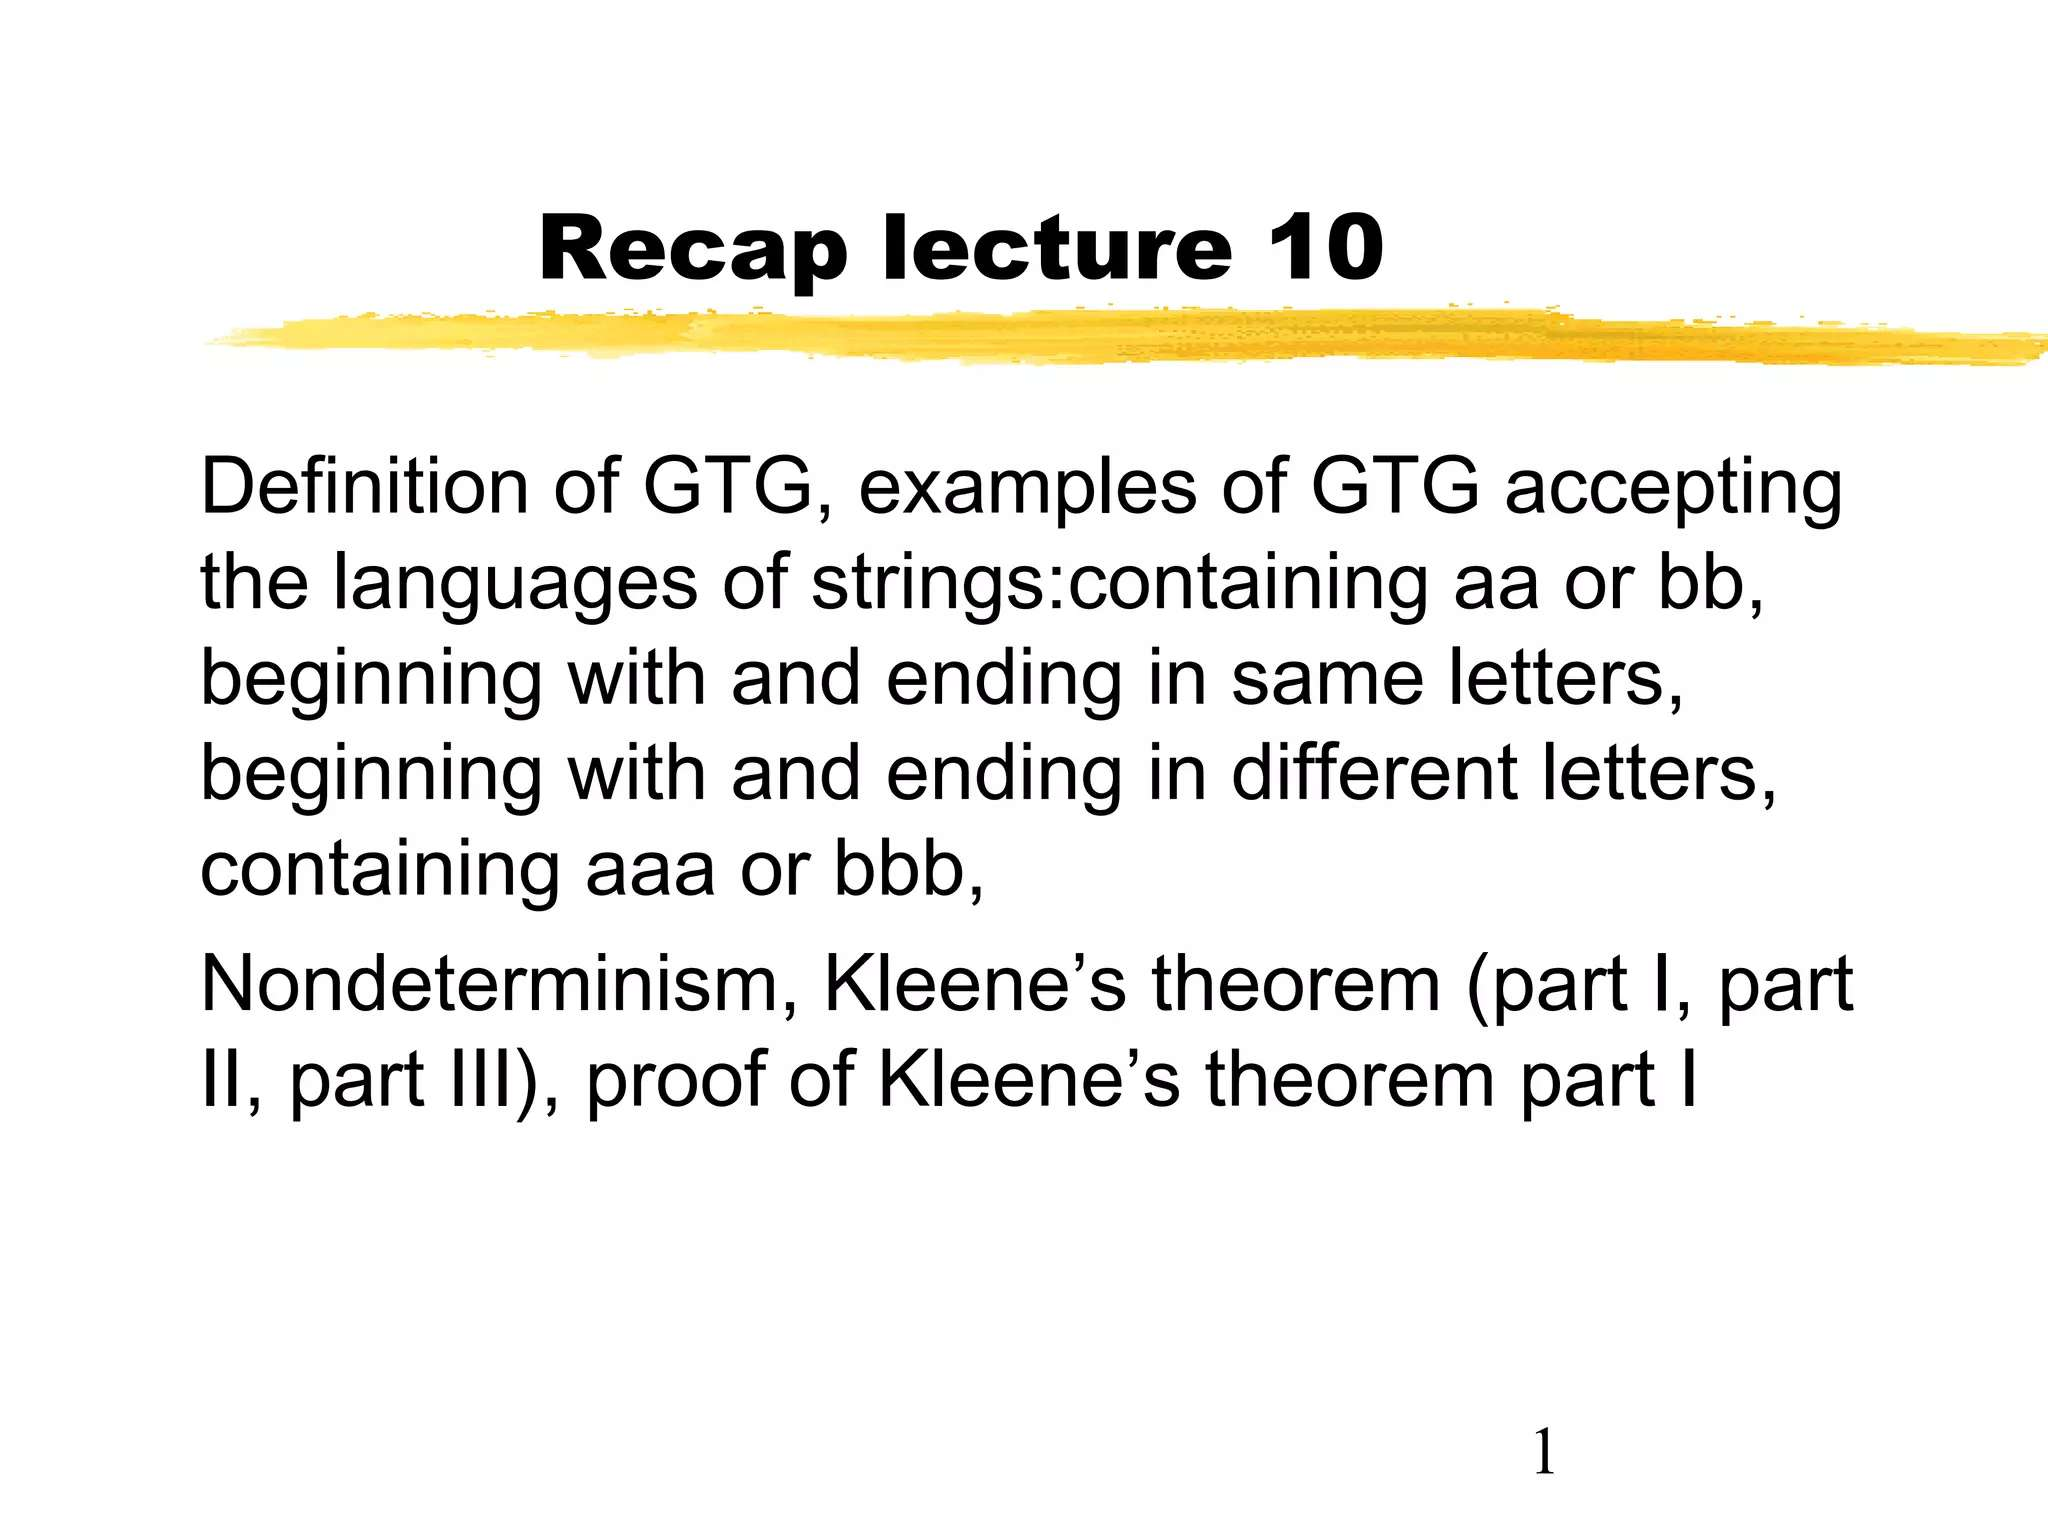 Recap lecture 10
Definition of GTG, examples of GTG accepting
the languages of strings:containing aa or bb,
beginning with and ending in same letters,
beginning with and ending in different letters,
containing aaa or bbb,
Nondeterminism, Kleene’s theorem (part I, part
II, part III), proof of Kleene’s theorem part I
1